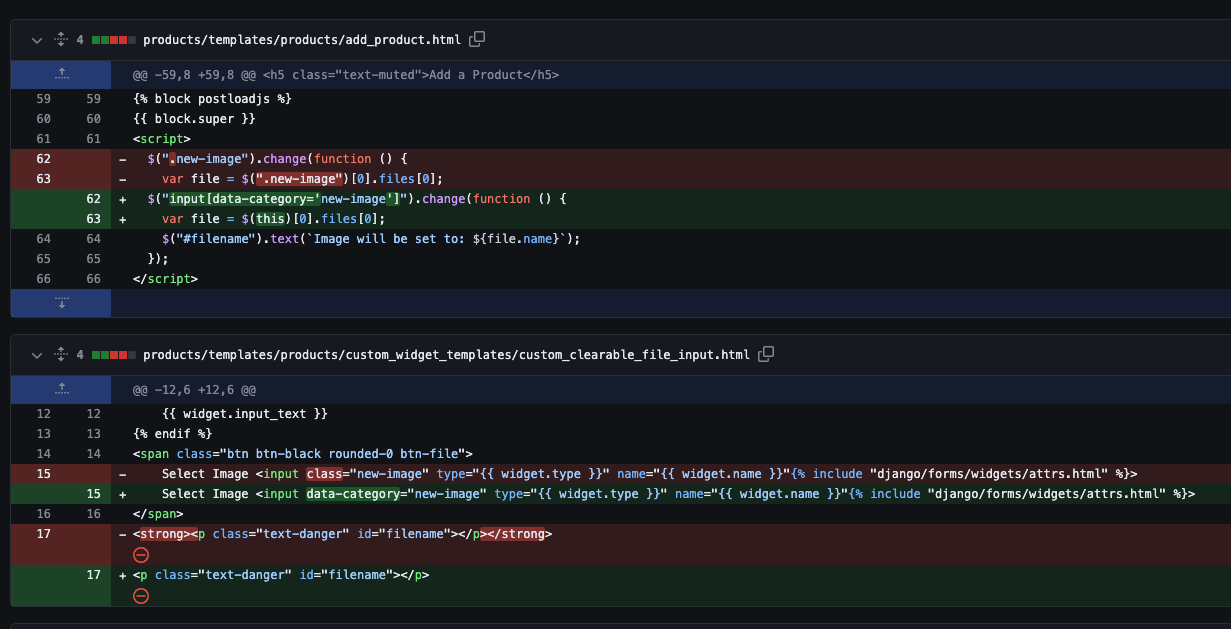 4 products/templates/products/add_product.html
@@ -59,8 +59,8 @@ <h5 class="text-muted">Add a Product</h5>
59 59 {% block postloadjs %}
60 60 {{ block.super }}
61 61 <script>
62 - $(".new-image").change(function () {
63 - var file = $(".new-image")[0].files[0];
62 + $("input[data-category='new-image']").change(function () {
63 + var file = $(this)[0].files[0];
64 64 $("#filename").text(`Image will be set to: ${file.name}`);
65 65 });
66 66 </script>
4 products/templates/products/custom_widget_templates/custom_clearable_file_input.html
@@ -12,6 +12,6 @@
12 12 {{ widget.input_text }}
13 13 {% endif %}
14 14 <span class="btn btn-black rounded-0 btn-file">
15 - Select Image <input class="new-image" type="{{ widget.type }}" name="{{ widget.name }}"{% include "django/forms/widgets/attrs.html" %}>
15 + Select Image <input data-category="new-image" type="{{ widget.type }}" name="{{ widget.name }}"{% include "django/forms/widgets/attrs.html" %}>
16 16 </span>
17 - <strong><p class="text-danger" id="filename"></p></strong>
17 + <p class="text-danger" id="filename"></p>